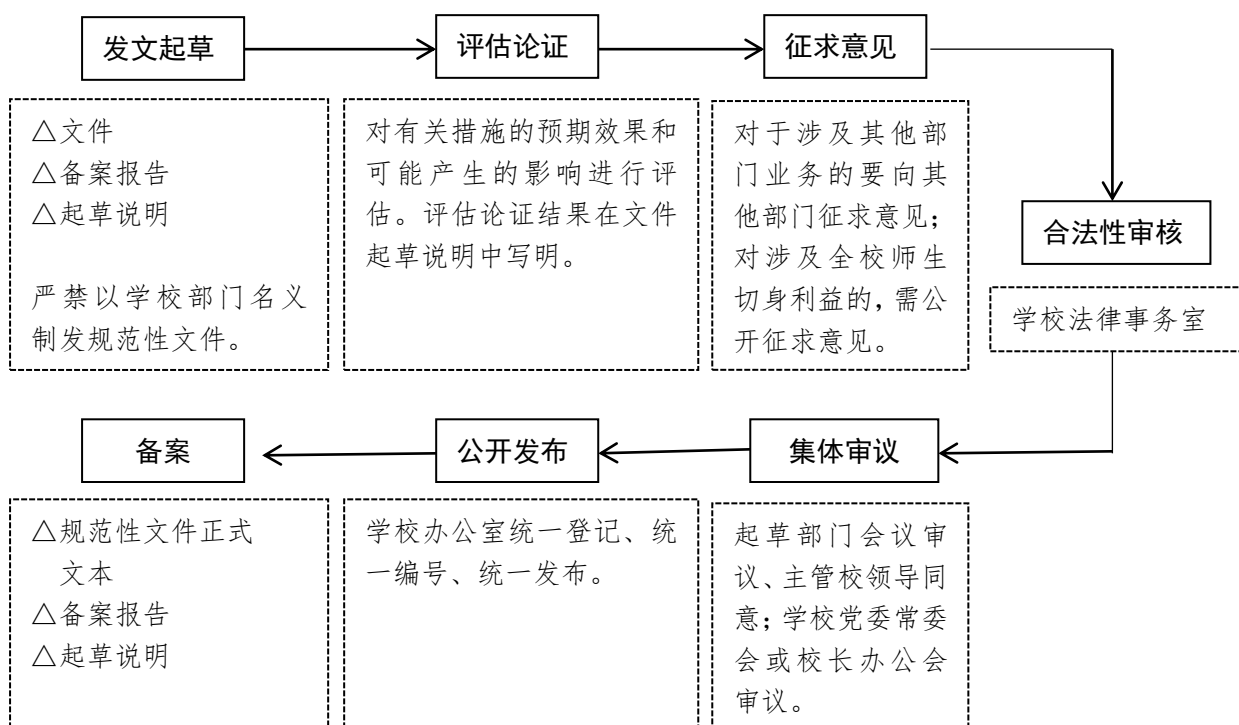 发文起草
评估论证
征求意见
△文件
△备案报告
△起草说明
严禁以学校部门名义
制发规范性文件。
对有关措施的预期效果和
可能产生的影响进行评
估。评估论证结果在文件
起草说明中写明。
对于涉及其他部
门业务的要向其
他部门征求意见；
对涉及全校师生
切身利益的，需公
开征求意见。
合法性审核
学校法律事务室
备案
公开发布
集体审议
△规范性文件正式
文本
△备案报告
△起草说明
学校办公室统一登记、统
一编号、统一发布。
起草部门会议审
议、主管校领导同
意；学校党委常委
会或校长办公会
审议。